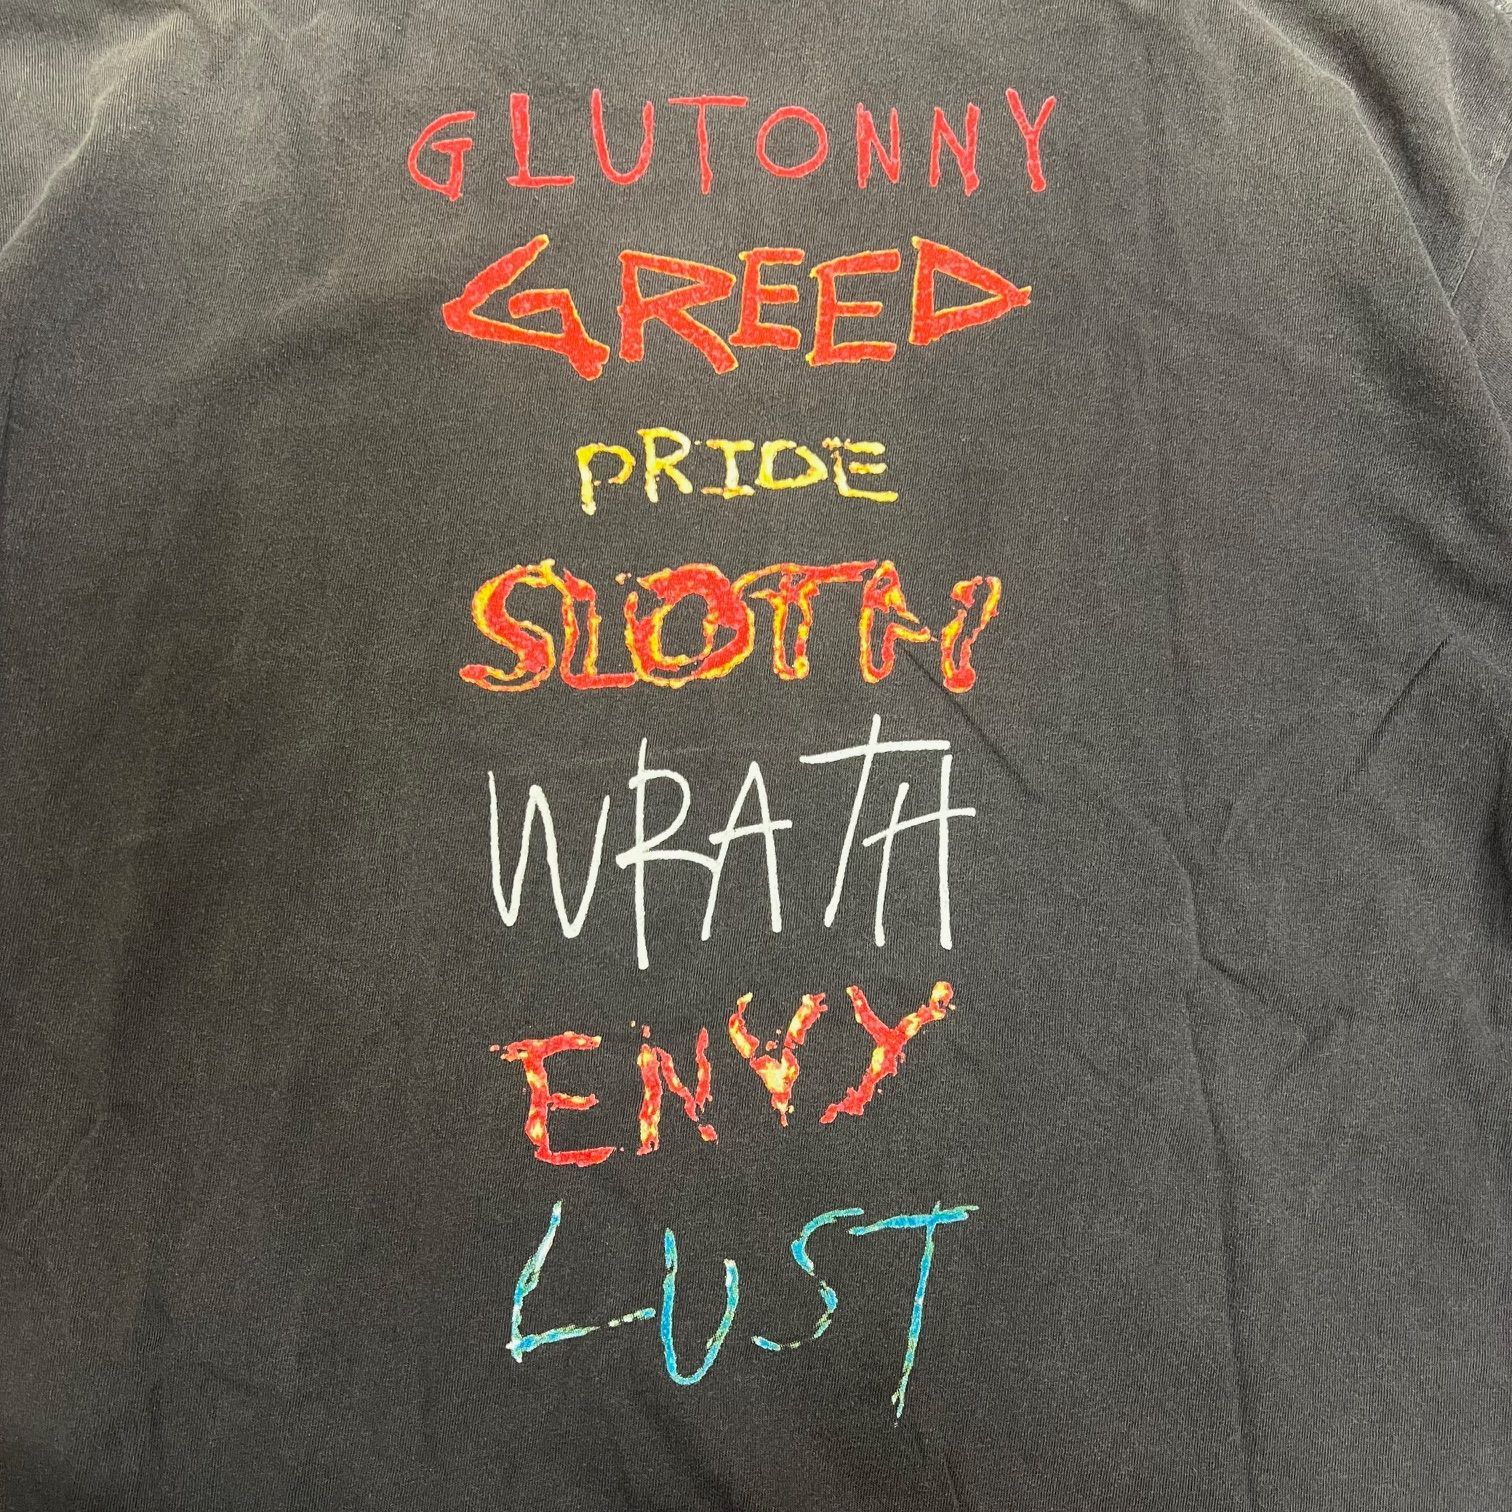 GLUTONNY
GREED
PRIDE
SLOTH
WRATH
ENVY
LUST